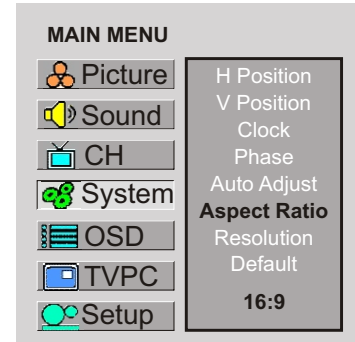 MAIN MENU
Picture
Sound
CH
System
OSD
TVPC
Setup
H Position
V Position
Clock
Phase
Auto Adjust
Aspect Ratio
Resolution
Default
16:9